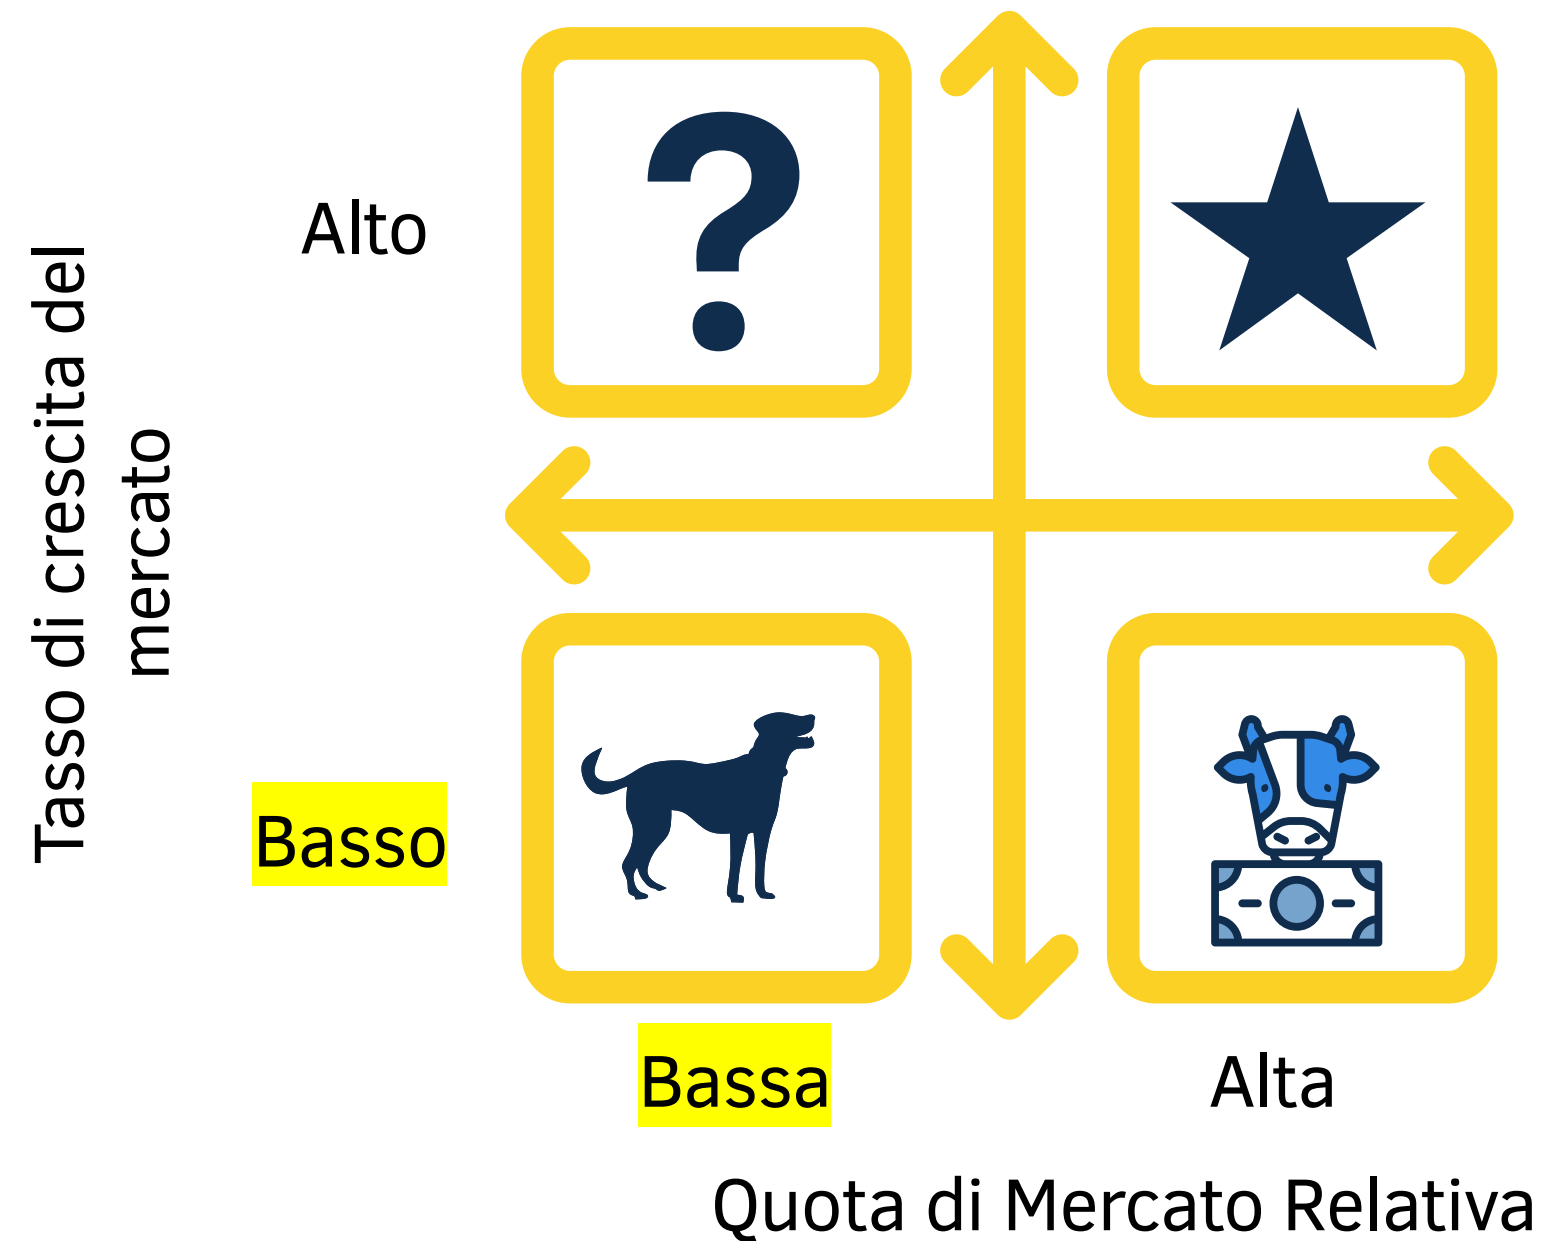 Tasso di crescita del
mercato
Alto
?
Basso
Bassa
Alta
Quota di Mercato Relativa